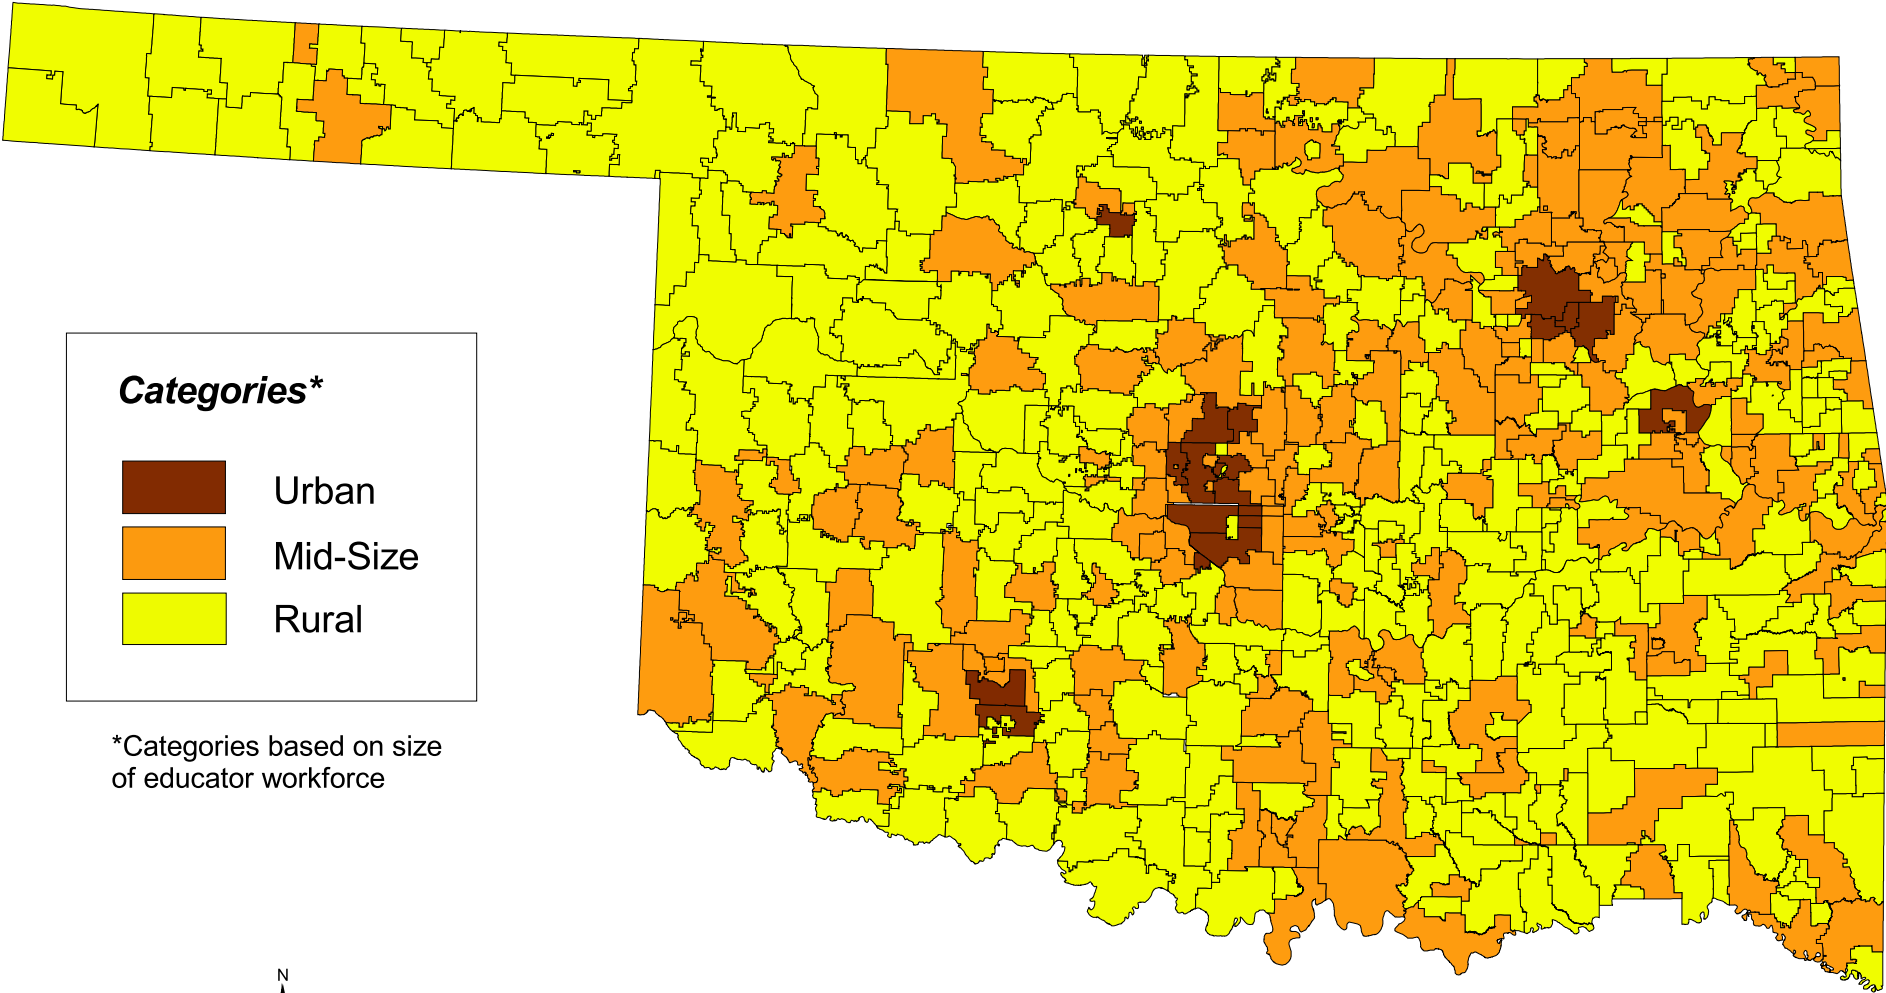 Categories*
Urban
Mid-Size
Rural
*Categories based on size
of educator workforce
N